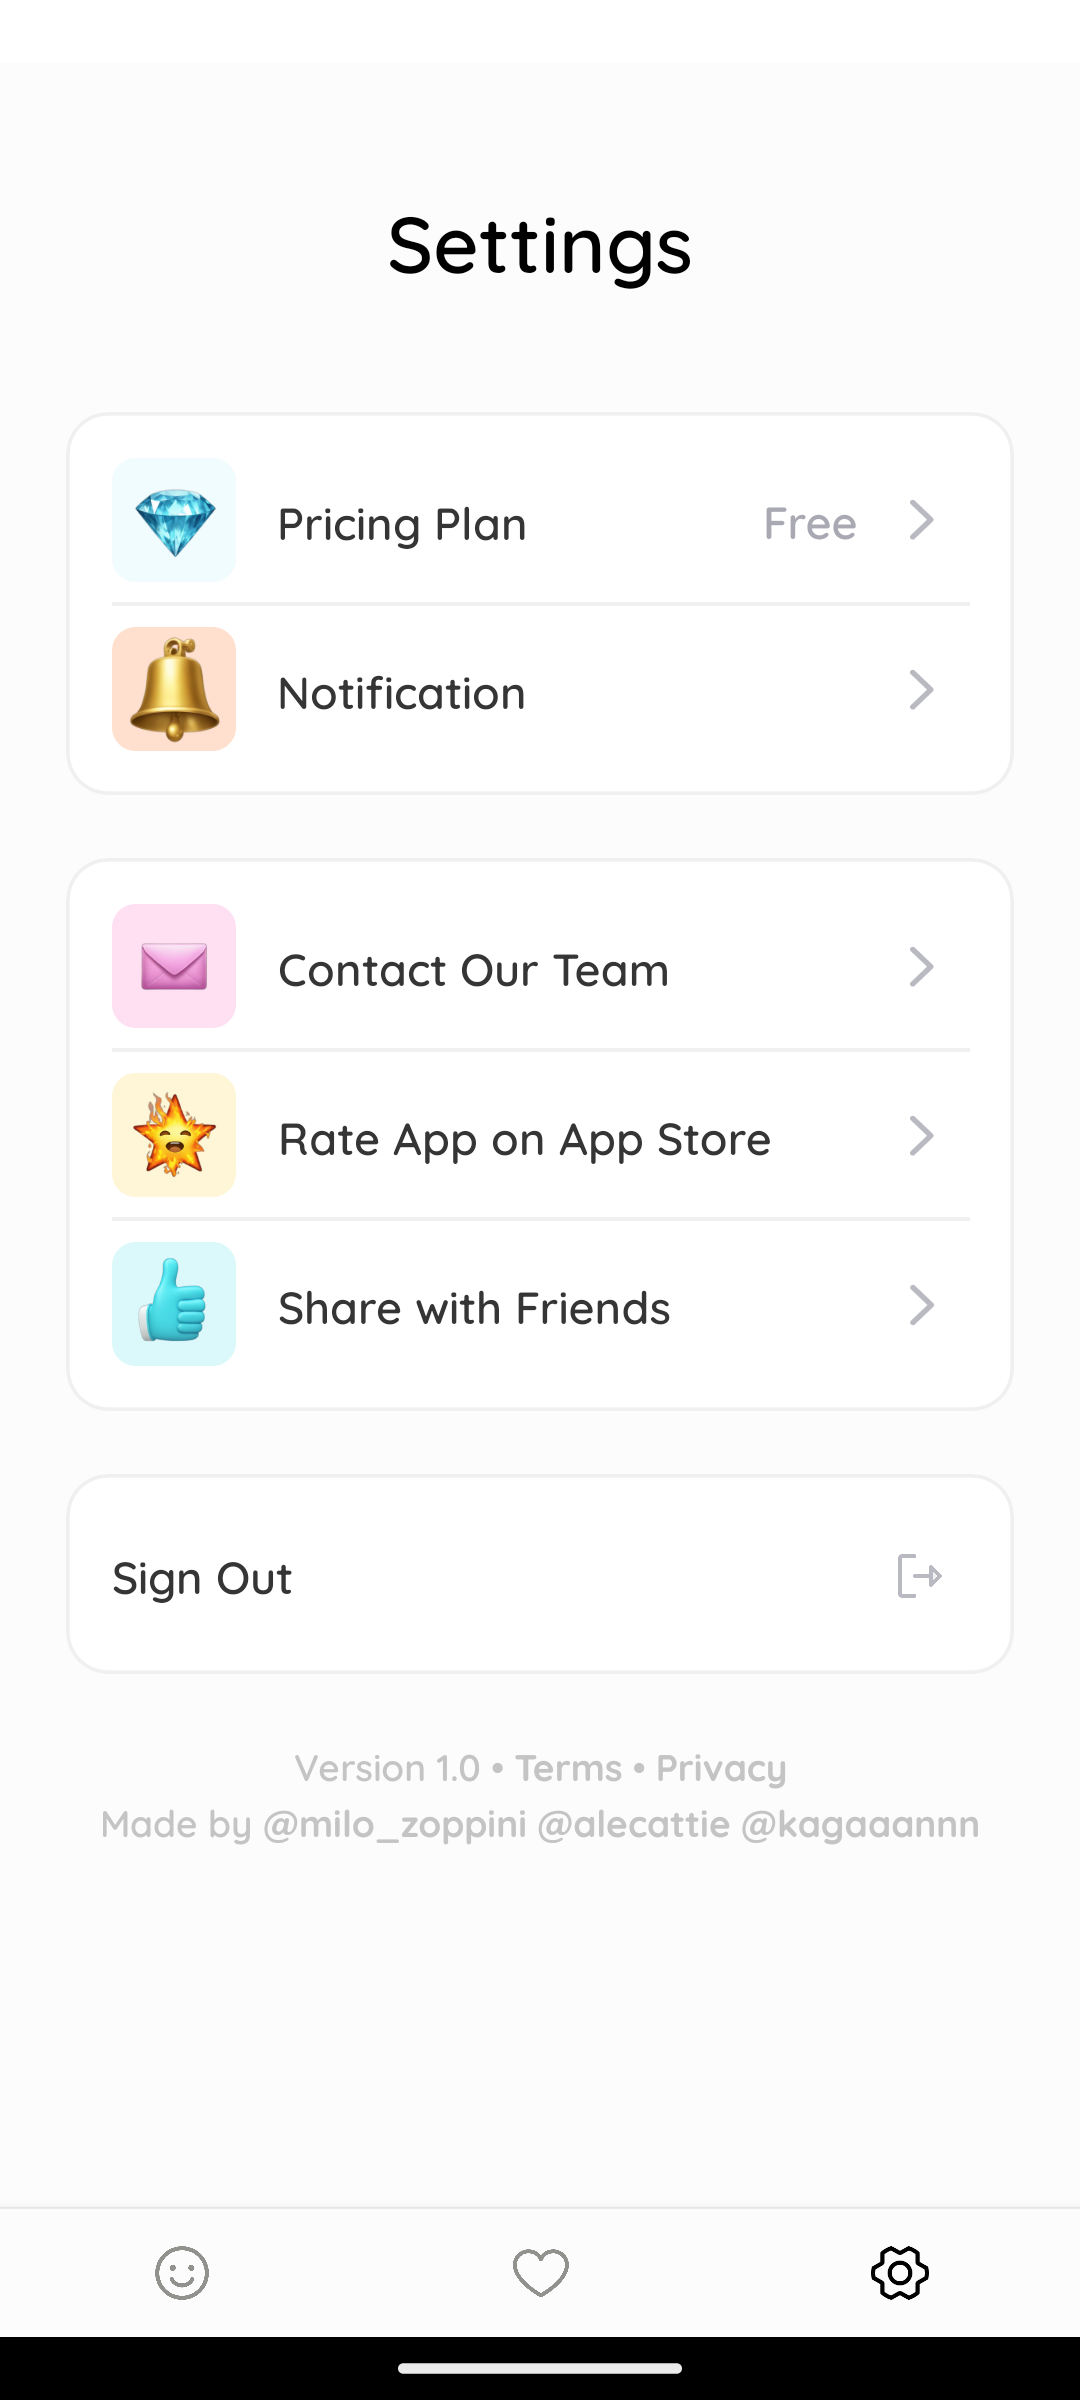 Settings
Pricing Plan Free
Notification
Contact Our Team
Rate App on App Store
Share with Friends
Sign Out
Version 1.0 • Terms • Privacy
Made by @milo_zoppini @alecattie @kagaaannn